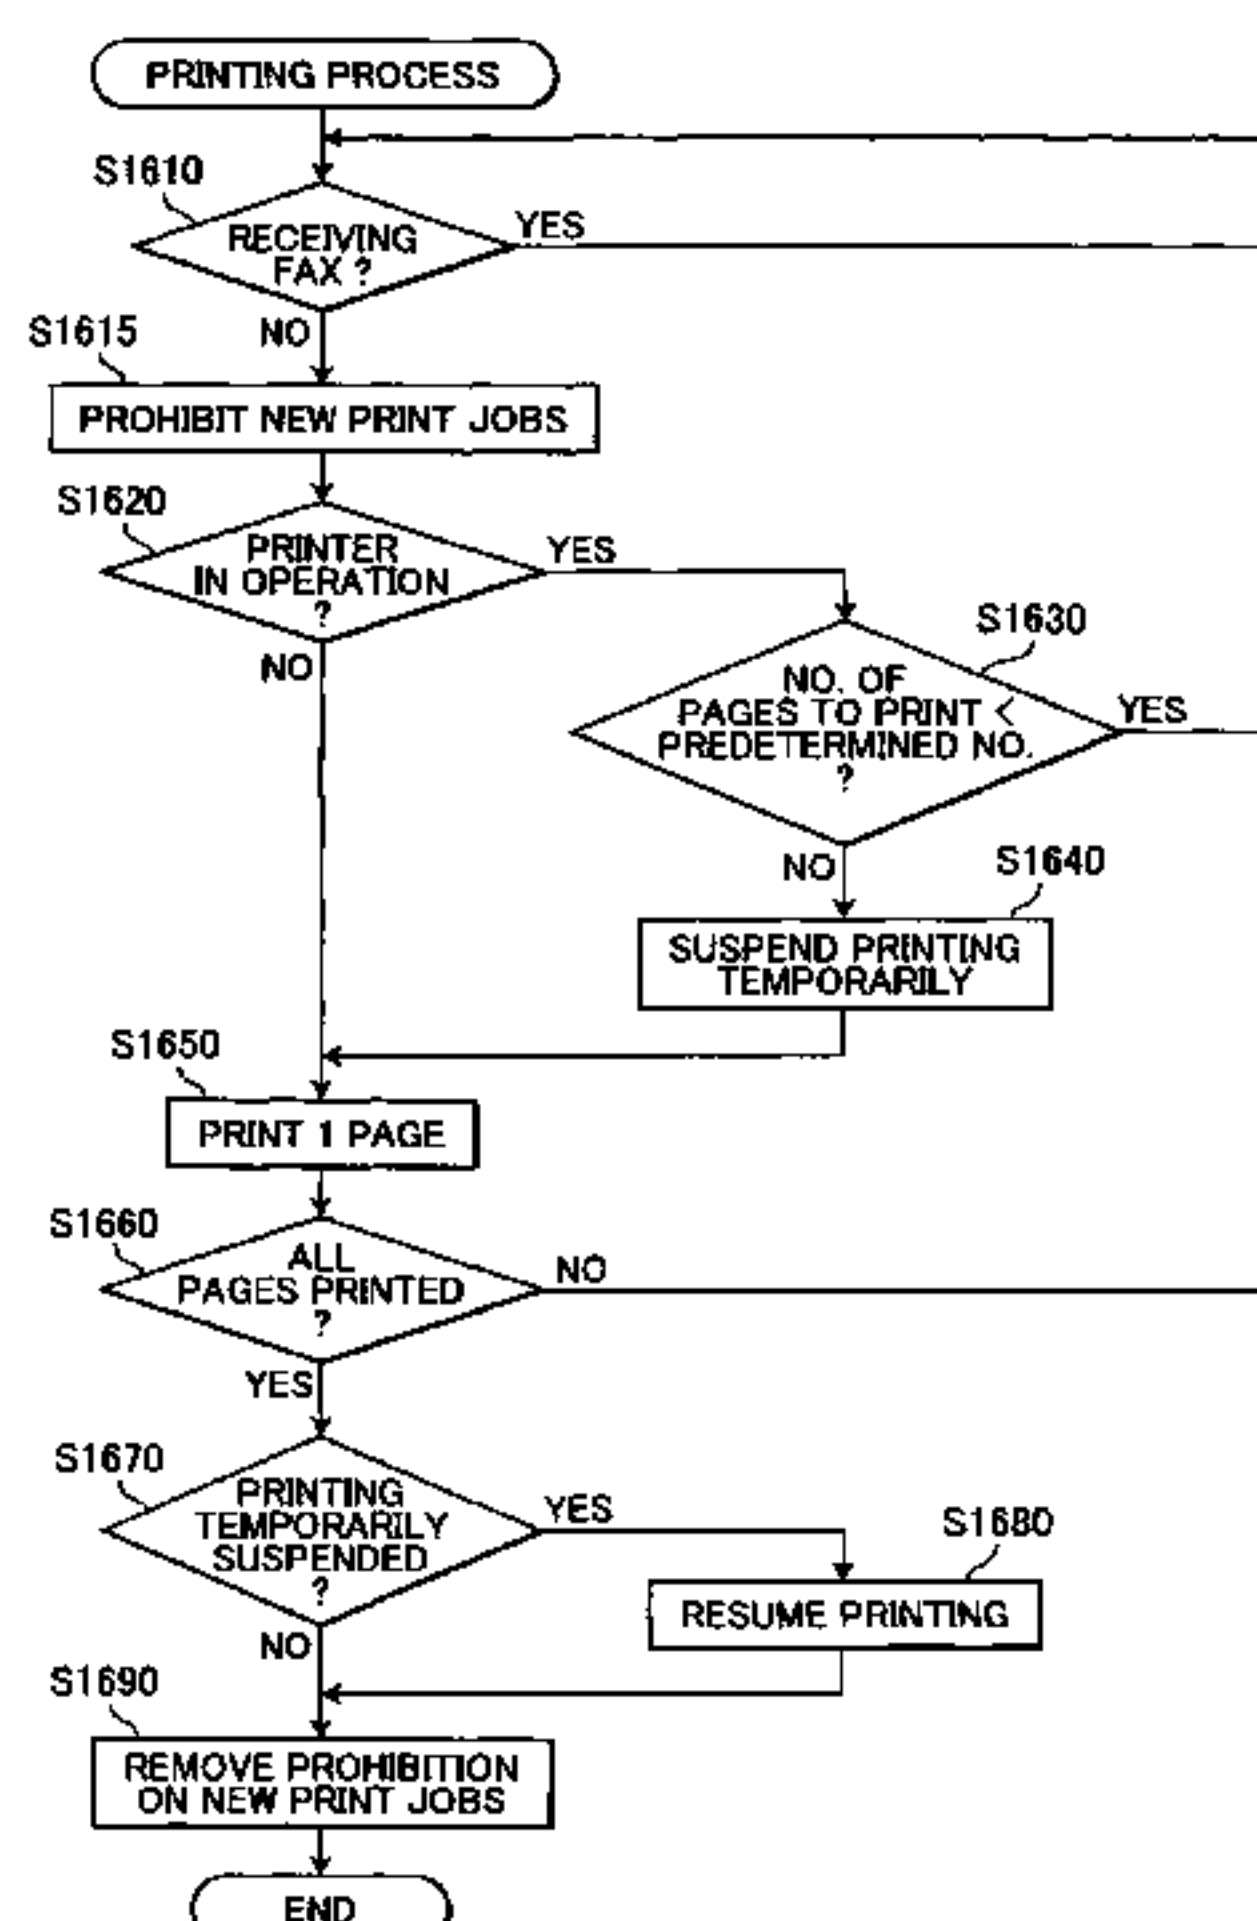 PRINTING PROCESS
S1610
RECEIVING
FAX ?
YES
NO
S1615
PROHIBIT NEW PRINT JOBS
S1620
PRINTER
IN OPERATION
?
YES
NO
S1630
NO. OF
PAGES TO PRINT <
PREDETERMINED NO.
?
YES
NO
S1640
SUSPEND PRINTING
TEMPORARILY
S1650
PRINT 1 PAGE
S1660
ALL
PAGES PRINTED
?
NO
YES
S1670
PRINTING
TEMPORARILY
SUSPENDED
?
YES
NO
S1680
RESUME PRINTING
S1690
REMOVE PROHIBITION
ON NEW PRINT JOBS
END